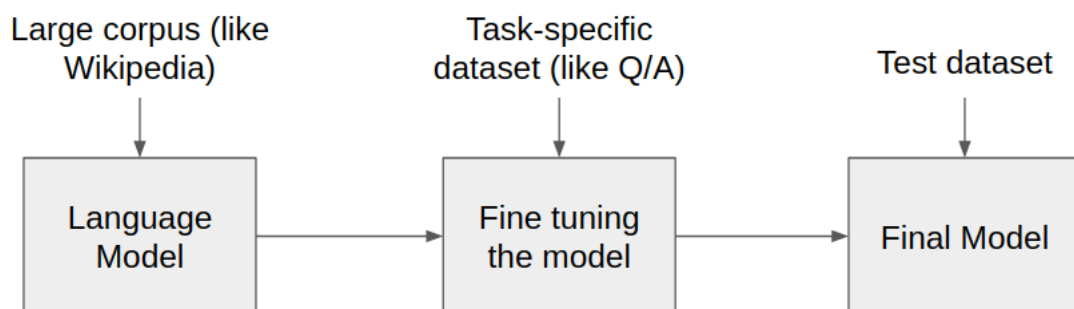 Large corpus (like
Wikipedia)
Task-specific
dataset (like Q/A)
Test dataset
Language
Model
Fine tuning
the model
Final Model